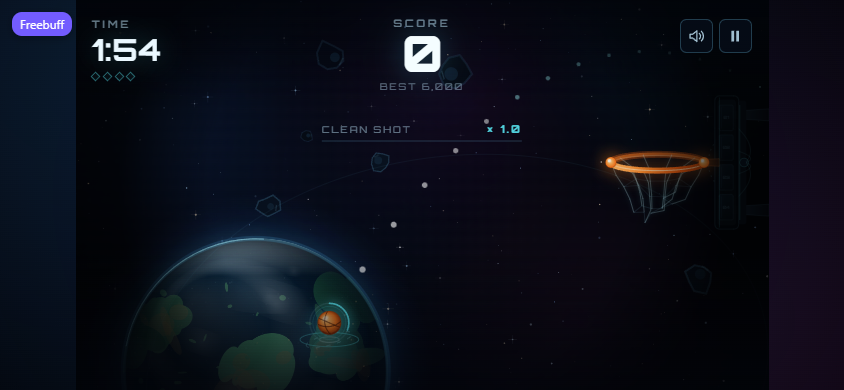 Freebuff
TIME
1:54
SCORE
0
BEST 6,000
CLEAN SHOT x 1.0